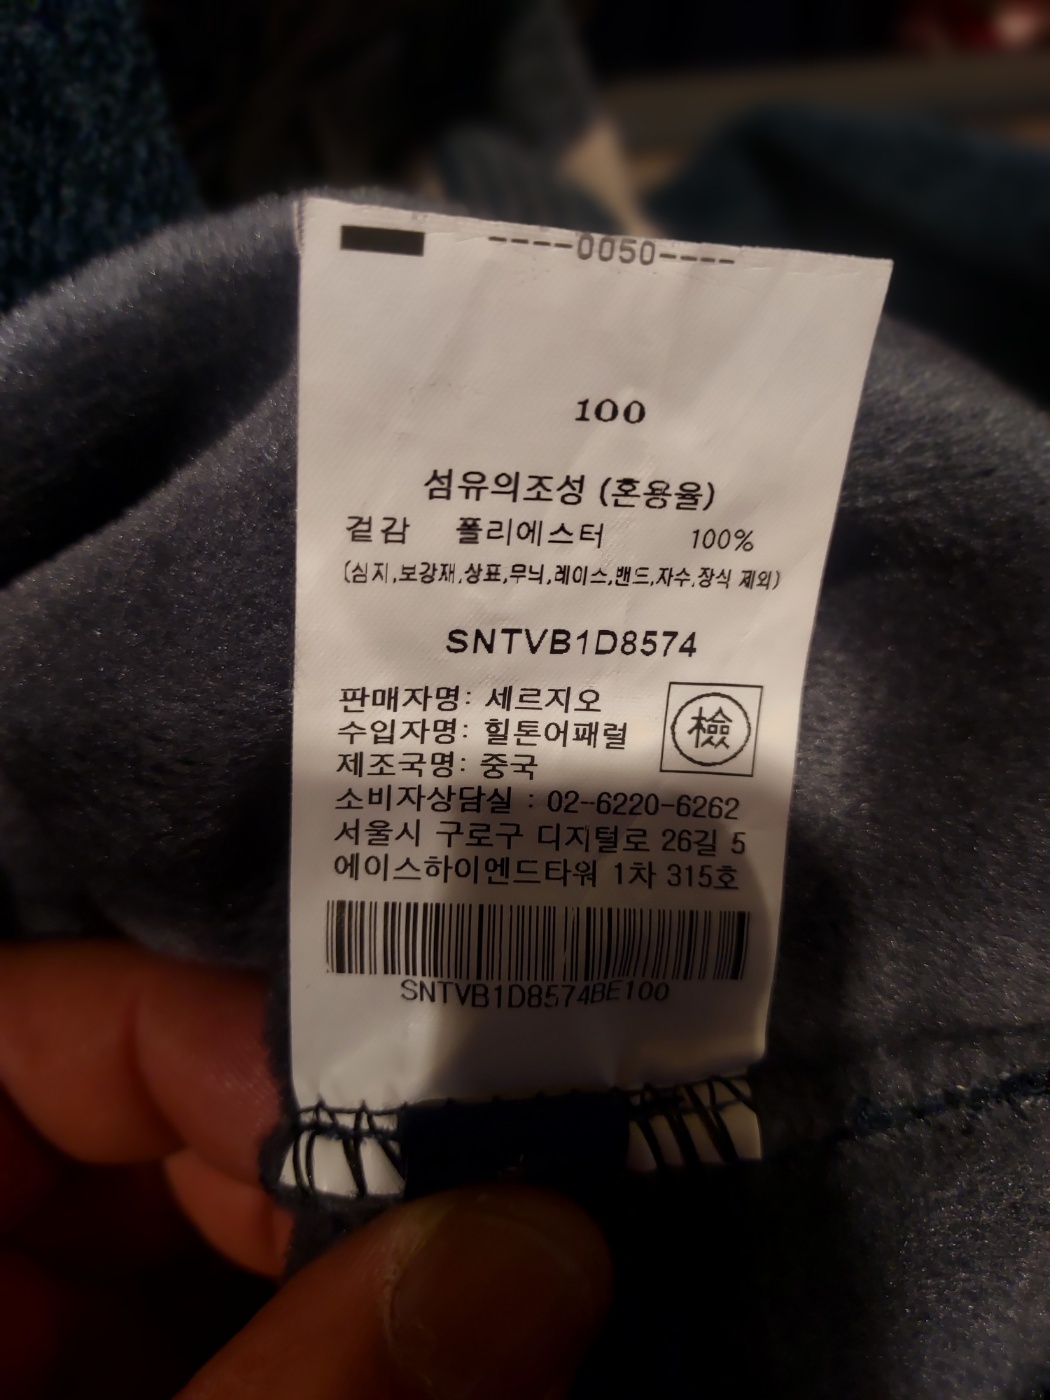 ----0050----
100
섬유의조성 (혼용율)
겉감 폴리에스터 100%
(심지,보강재,상표,무늬,레이스,밴드,자수,장식 제외)
SNTVB1D8574
판매자명: 세르지오
수입자명: 힐튼어패럴
檢
제조국명: 중국
소비자상담실 : 02-6220-6262
서울시 구로구 디지털로 26길 5
에이스하이엔드타워 1차 315호
SNTVB1D8574BE100